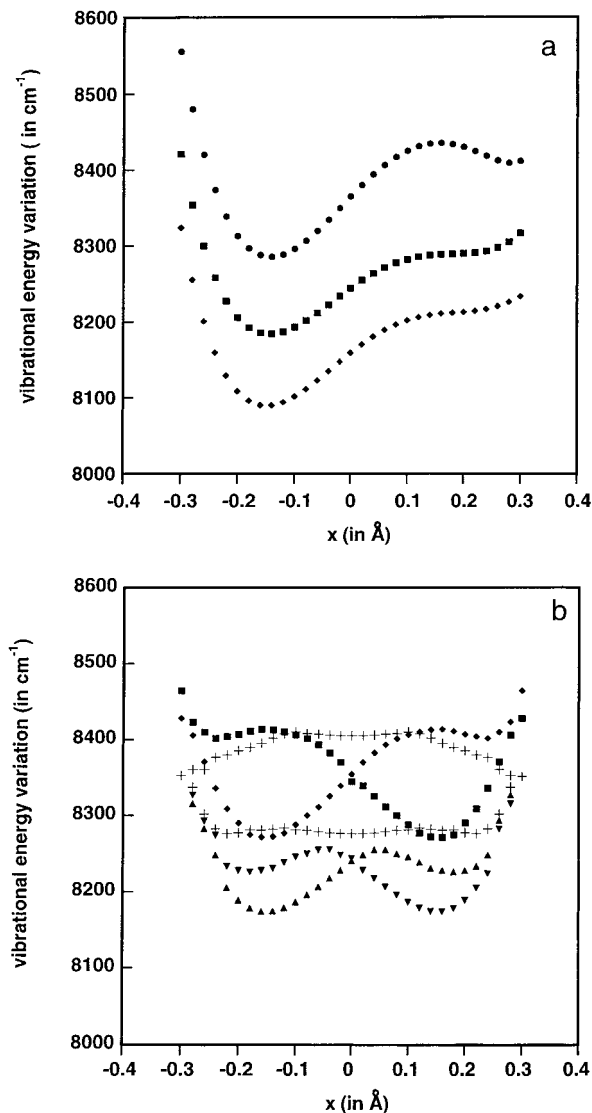 a
8600
8500
8400
8300
8200
8100
8000
-0.4 -0.3 -0.2 -0.1 0 0.1 0.2 0.3 0.4
vibrational energy variation ( in cm-1)
x (in Å)
b
8600
8500
8400
8300
8200
8100
8000
-0.4 -0.3 -0.2 -0.1 0 0.1 0.2 0.3 0.4
vibrational energy variation (in cm-1)
x (in Å)